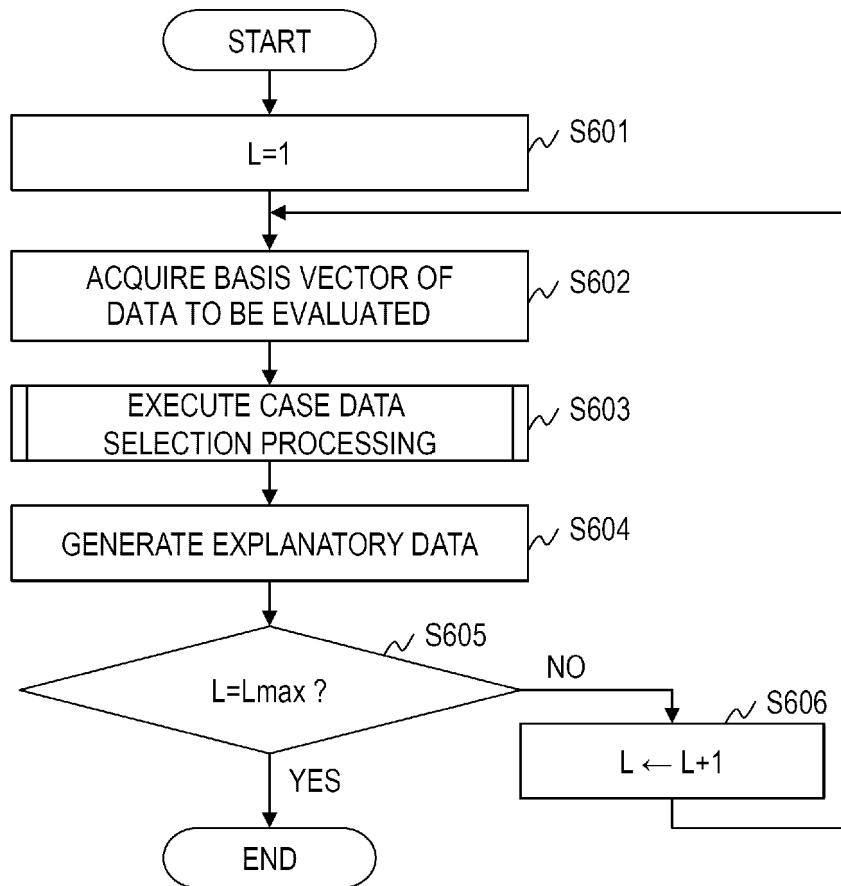 START
L=1
S601
ACQUIRE BASIS VECTOR OF
DATA TO BE EVALUATED
S602
EXECUTE CASE DATA
SELECTION PROCESSING
S603
GENERATE EXPLANATORY DATA
S604
S605
L=Lmax ?
NO
S606
L ← L+1
YES
END